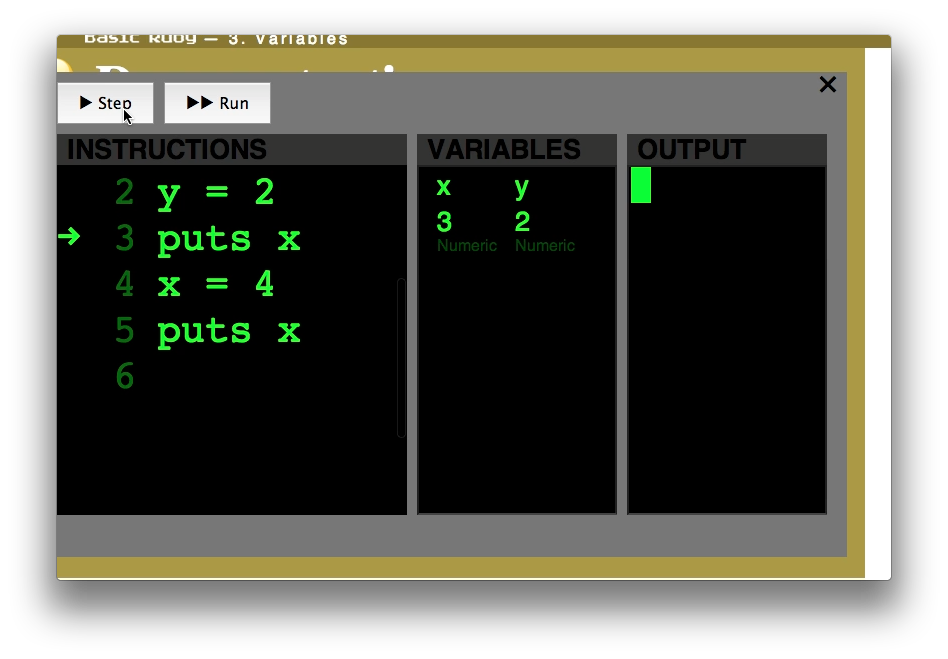 Basic Ruby — 3. Variables
▶ Step
▶▶ Run
×
INSTRUCTIONS
2 y = 2
→ 3 puts x
4 x = 4
5 puts x
6
VARIABLES
x y
3 2
Numeric Numeric
OUTPUT